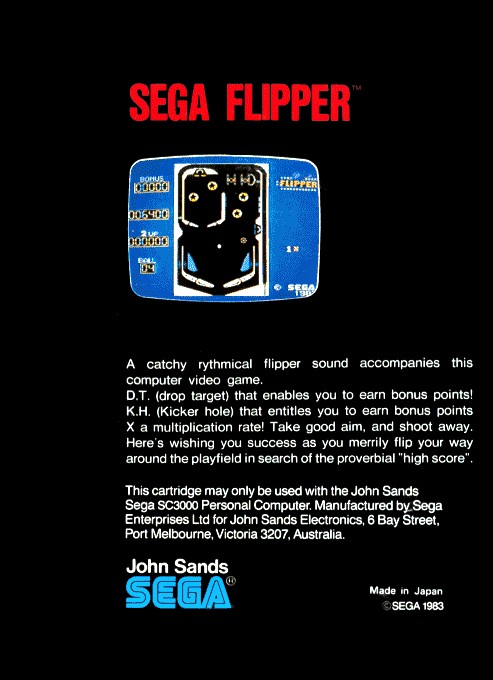 SEGA FLIPPER™
BONUS
00000
FLIPPER
006400
2 UP
000000
1 X
BALL
04
© SEGA
A catchy rythmical flipper sound accompanies this
computer video game.
D.T. (drop target) that enables you to earn bonus points!
K.H. (Kicker hole) that entitles you to earn bonus points
X a multiplication rate! Take good aim, and shoot away.
Here's wishing you success as you merrily flip your way
around the playfield in search of the proverbial "high score".
This cartridge may only be used with the John Sands
Sega SC3000 Personal Computer. Manufactured by Sega
Enterprises Ltd for John Sands Electronics, 6 Bay Street,
Port Melbourne, Victoria 3207, Australia.
John Sands
SEGA®
Made in Japan
©SEGA 1983